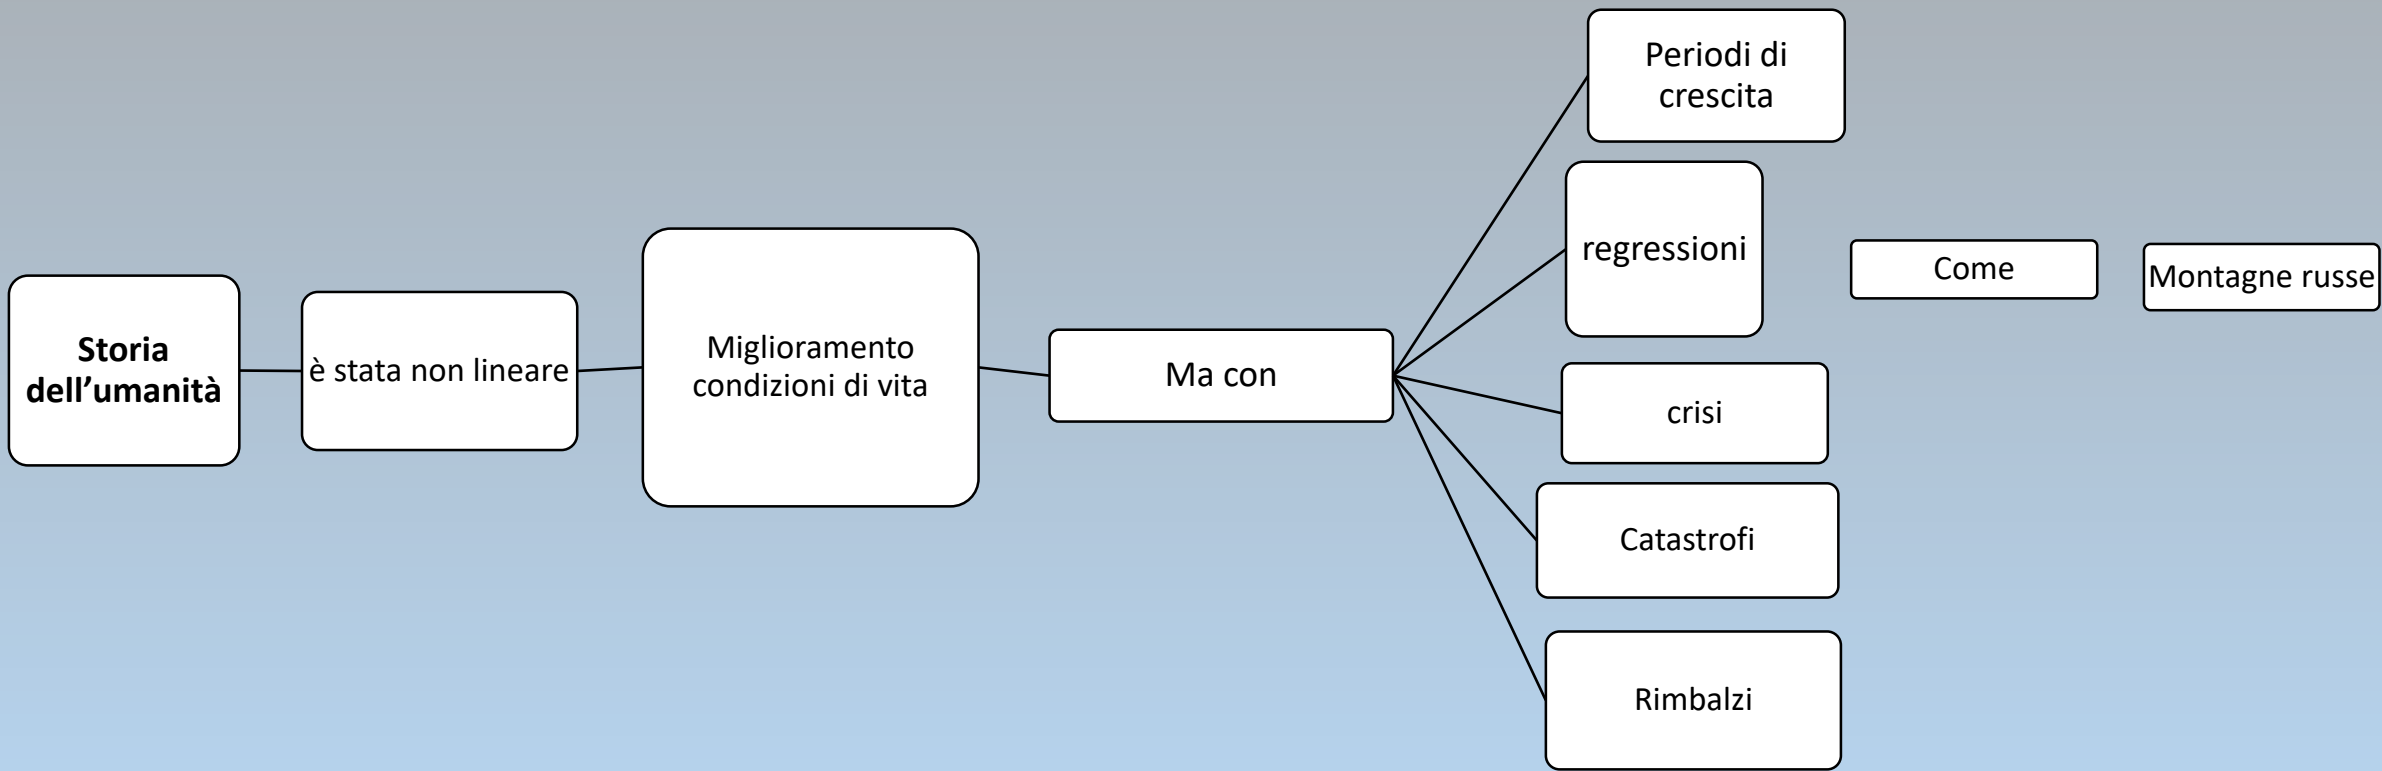 Storia
dell’umanità
è stata non lineare
Miglioramento
condizioni di vita
Ma con
Periodi di
crescita
regressioni
crisi
Catastrofi
Rimbalzi
Come
Montagne russe